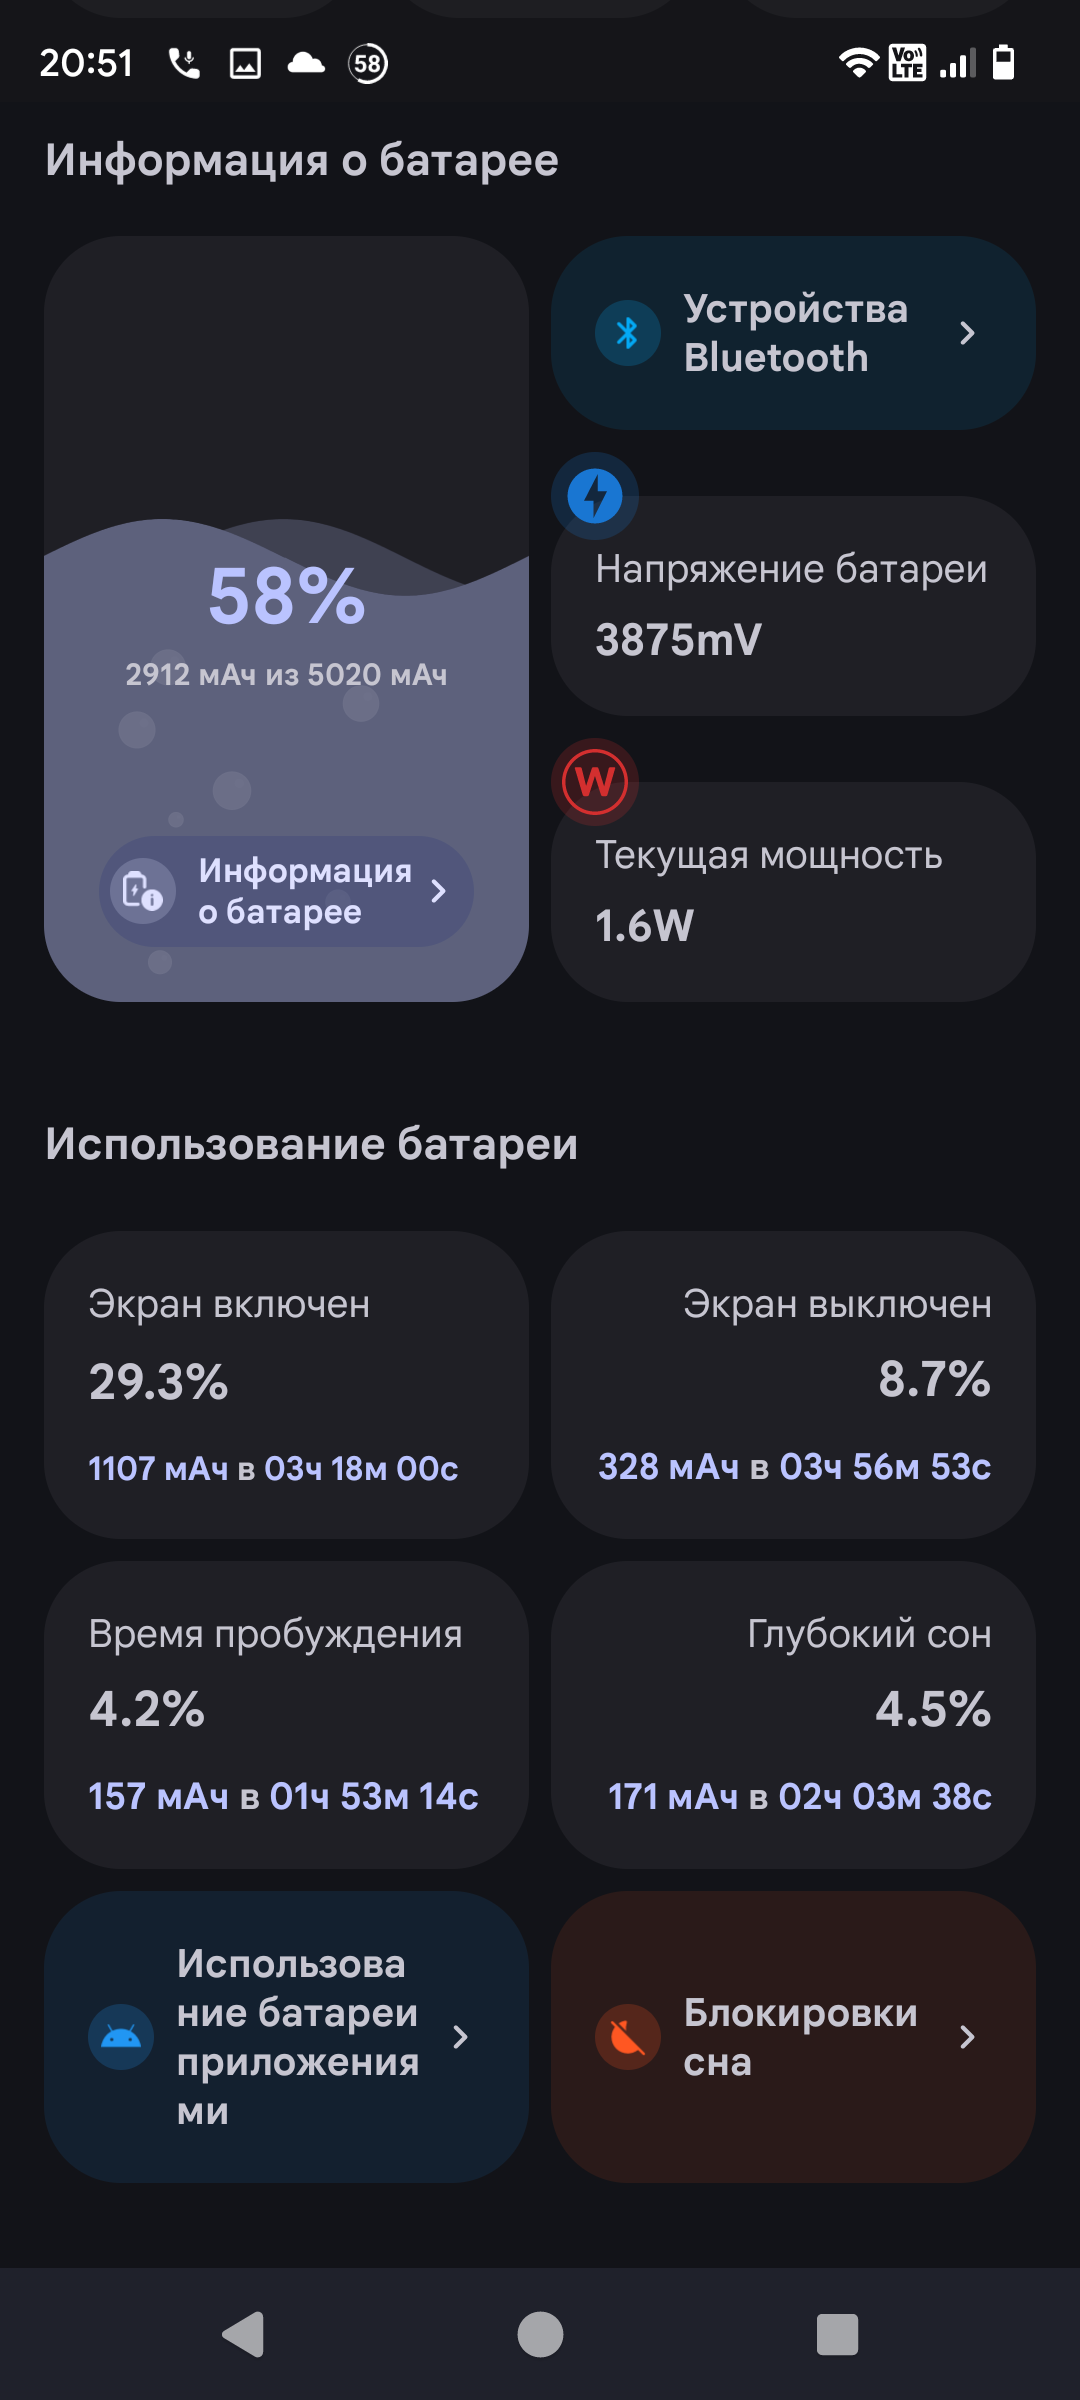 20:51
58
Vo LTE
Информация о батарее
58%
2912 мАч из 5020 мАч
Информация
о батарее
Устройства
Bluetooth
Напряжение батареи
3875mV
W
Текущая мощность
1.6W
Использование батареи
Экран включен
29.3%
1107 мАч в 03ч 18м 00с
Экран выключен
8.7%
328 мАч в 03ч 56м 53с
Время пробуждения
4.2%
157 мАч в 01ч 53м 14с
Глубокий сон
4.5%
171 мАч в 02ч 03м 38с
Использова
ние батареи
приложения
ми
Блокировки
сна